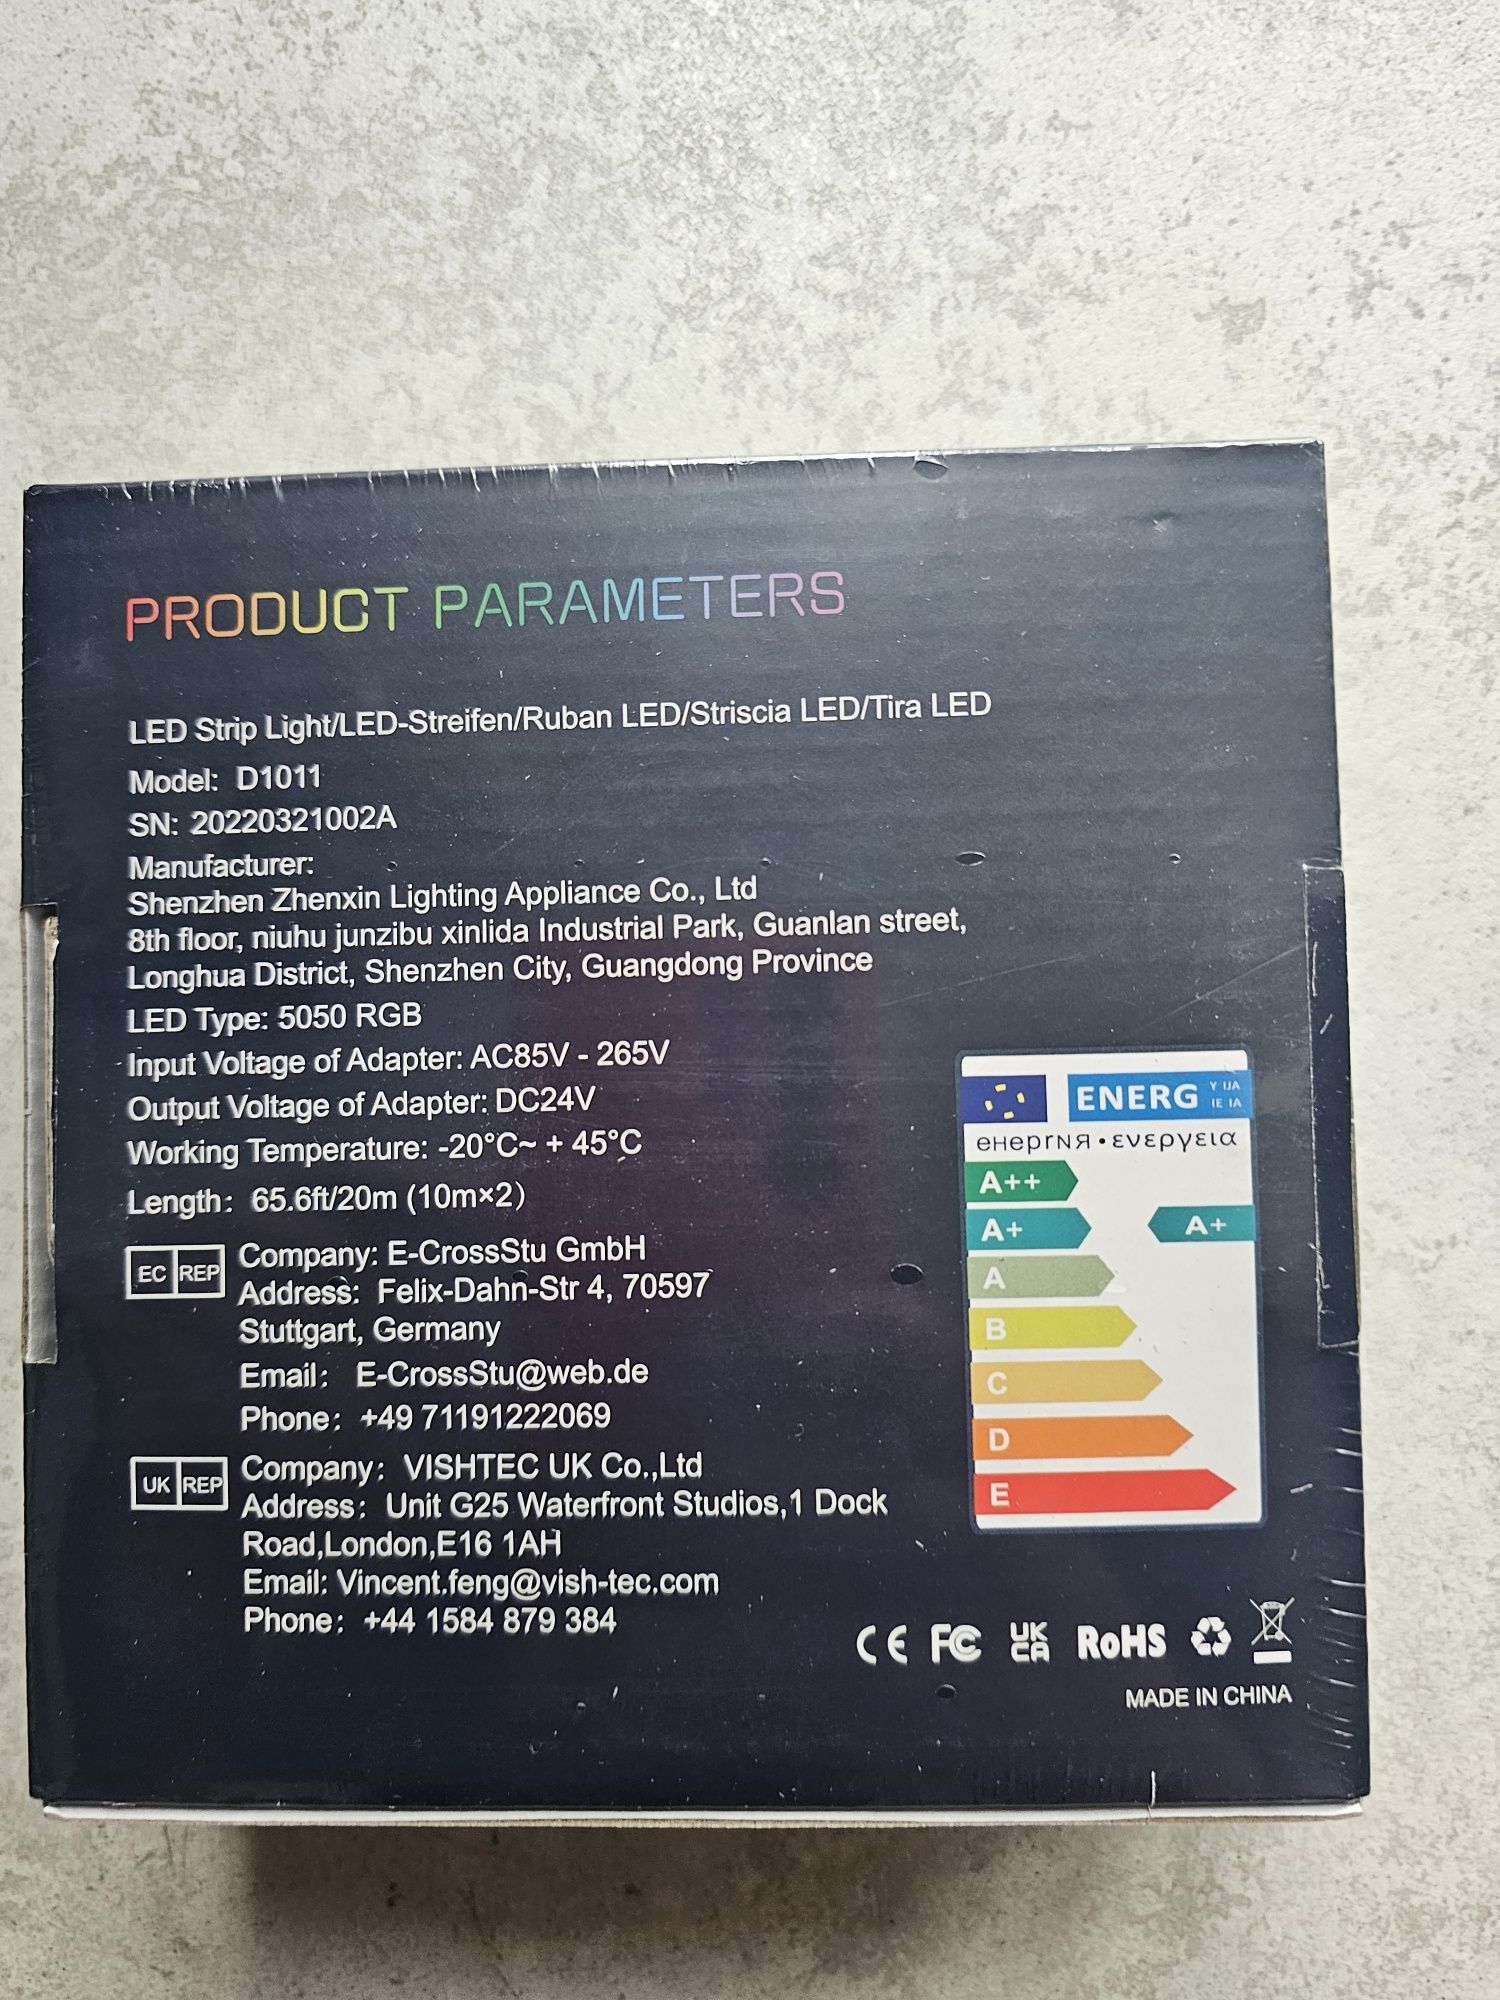 PRODUCT PARAMETERS
LED Strip Light/LED-Streifen/Ruban LED/Striscia LED/Tira LED
Model: D1011
SN: 20220321002A
Manufacturer:
Shenzhen Zhenxin Lighting Appliance Co., Ltd
8th floor, niuhu junzibu xinlida Industrial Park, Guanlan street,
Longhua District, Shenzhen City, Guangdong Province
LED Type: 5050 RGB
Input Voltage of Adapter: AC85V - 265V
Output Voltage of Adapter: DC24V
Working Temperature: -20°C~ + 45°C
Length: 65.6ft/20m (10m×2)
EC REP
Company: E-CrossStu GmbH
Address: Felix-Dahn-Str 4, 70597
Stuttgart, Germany
Email: E-CrossStu@web.de
Phone: +49 71191222069
UK REP
Company: VISHTEC UK Co.,Ltd
Address: Unit G25 Waterfront Studios,1 Dock
Road,London,E16 1AH
Email: Vincent.feng@vish-tec.com
Phone: +44 1584 879 384
ENERG Y IJA
IE IA
енергия • ενεργεια
A++
A+ A+
A
B
C
D
E
CE FC UK CA RoHS
MADE IN CHINA